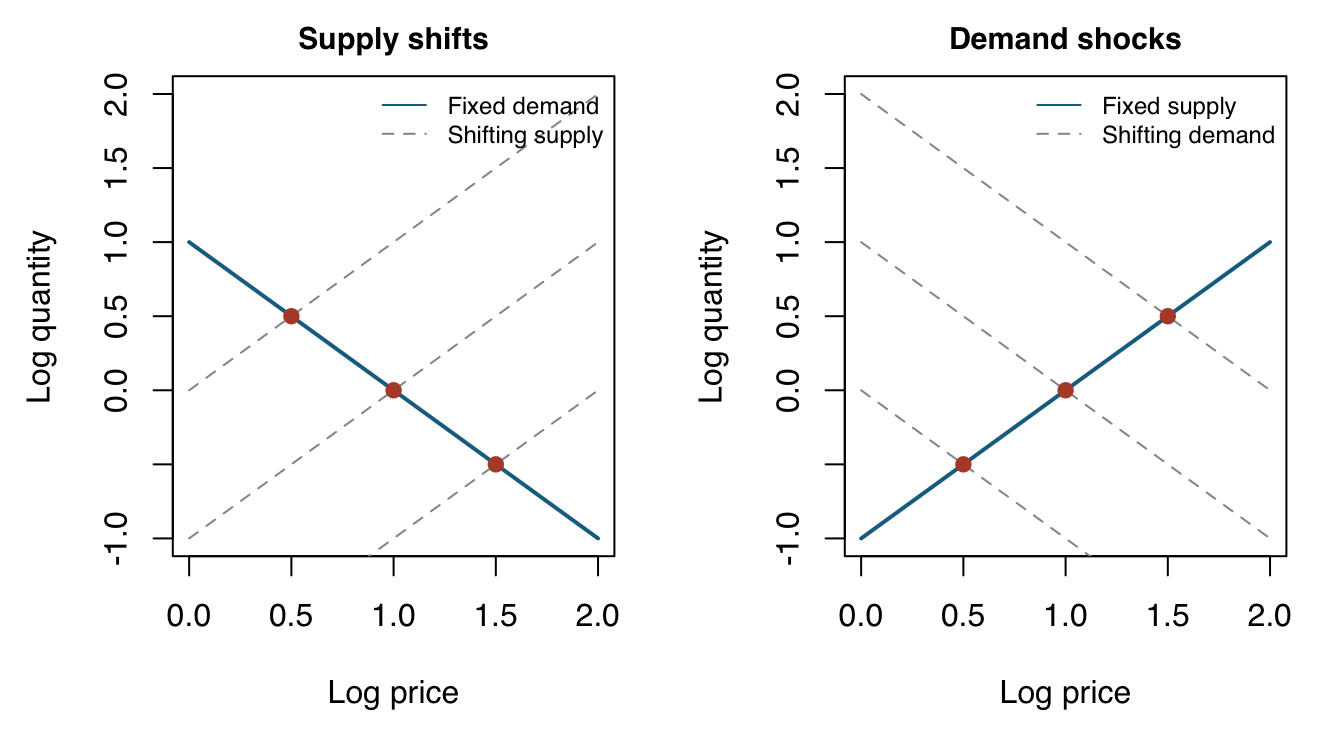 Supply shifts
Fixed demand
Shifting supply
Log quantity
2.0
1.5
1.0
0.5
0.0
-1.0
0.0 0.5 1.0 1.5 2.0
Log price
Demand shocks
Fixed supply
Shifting demand
Log quantity
2.0
1.5
1.0
0.5
0.0
-1.0
0.0 0.5 1.0 1.5 2.0
Log price